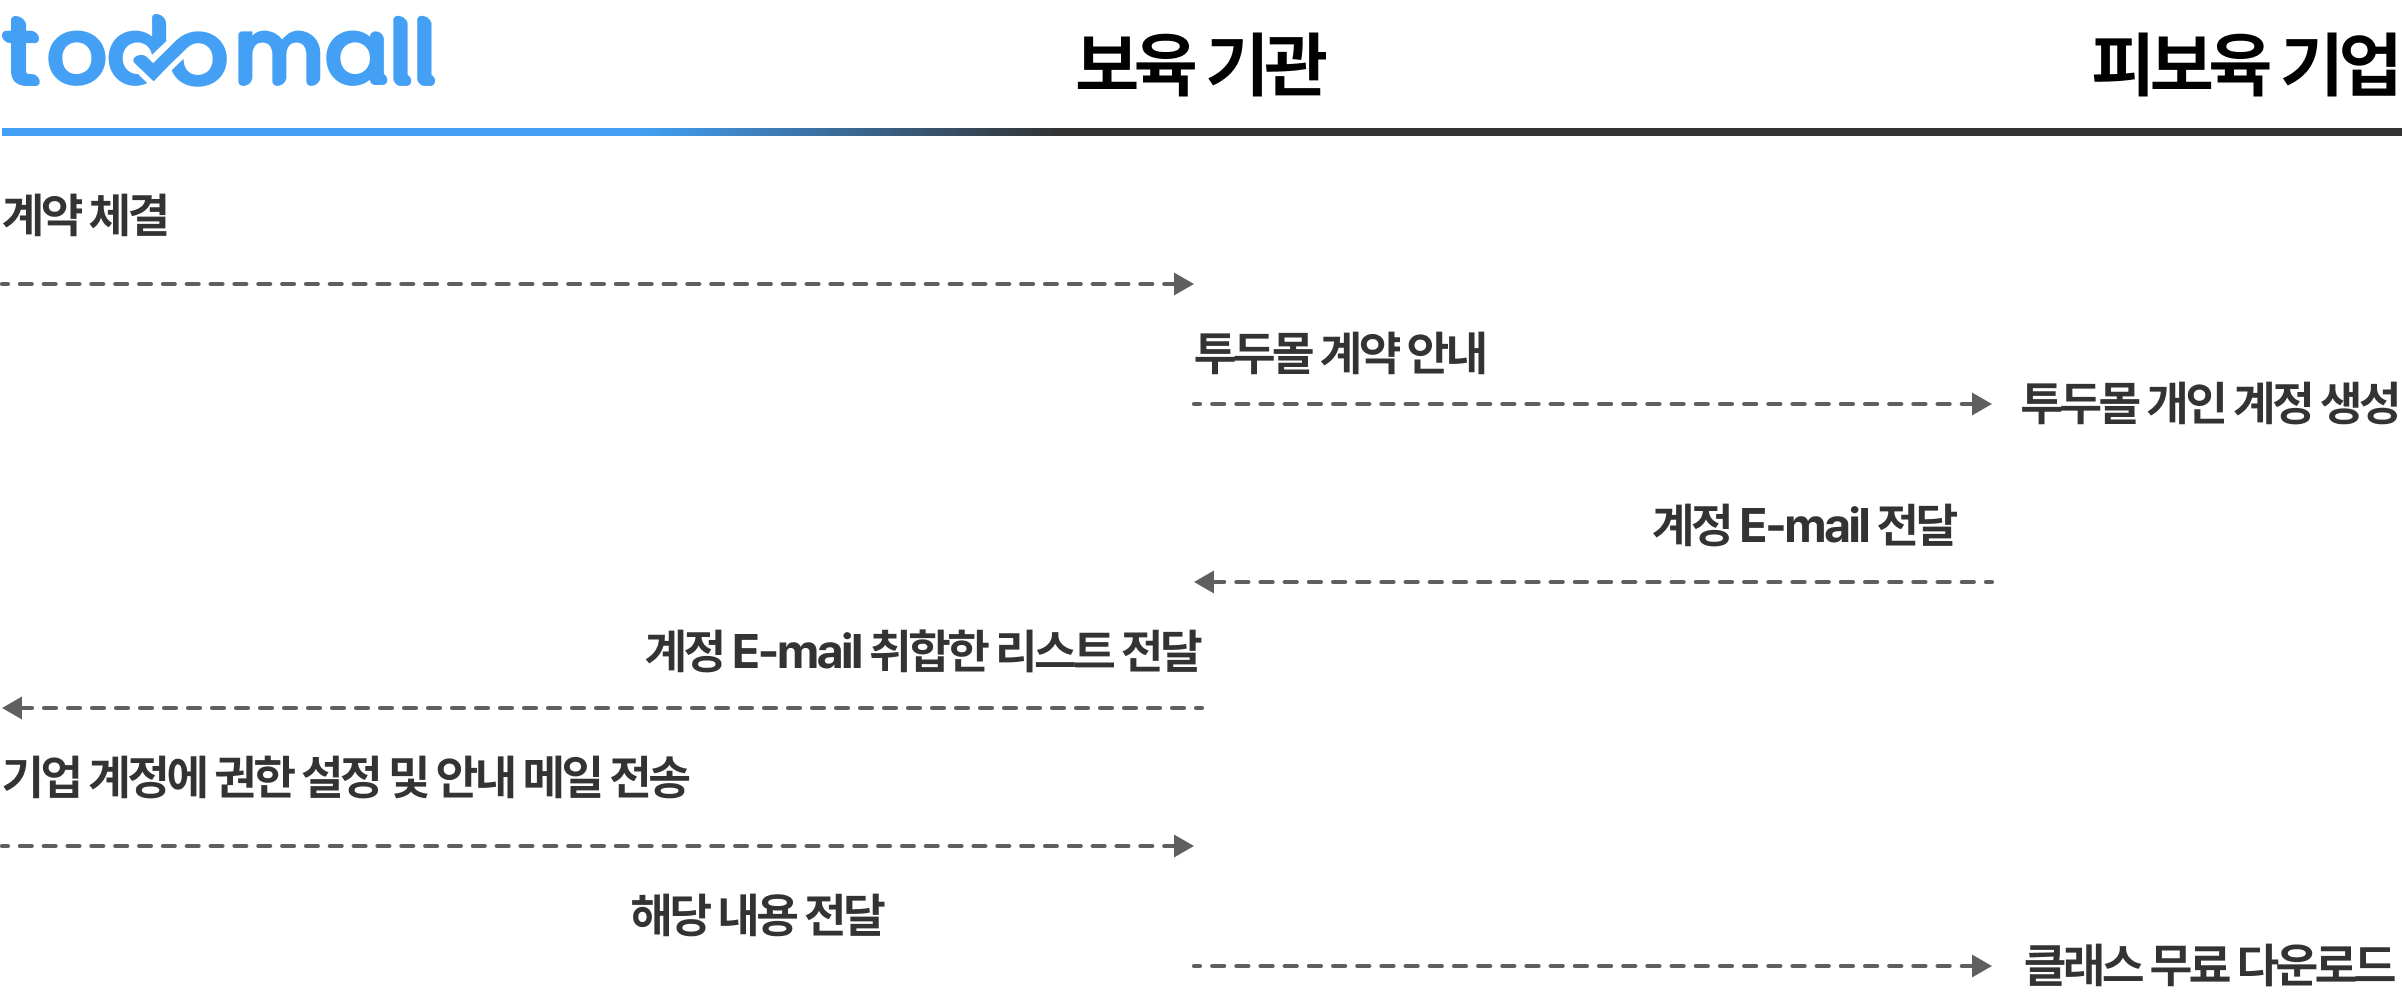 todomall
보육 기관
피보육 기업
계약 체결
투두몰 계약 안내
투두몰 개인 계정 생성
계정 E-mail 전달
계정 E-mail 취합한 리스트 전달
기업 계정에 권한 설정 및 안내 메일 전송
해당 내용 전달
클래스 무료 다운로드